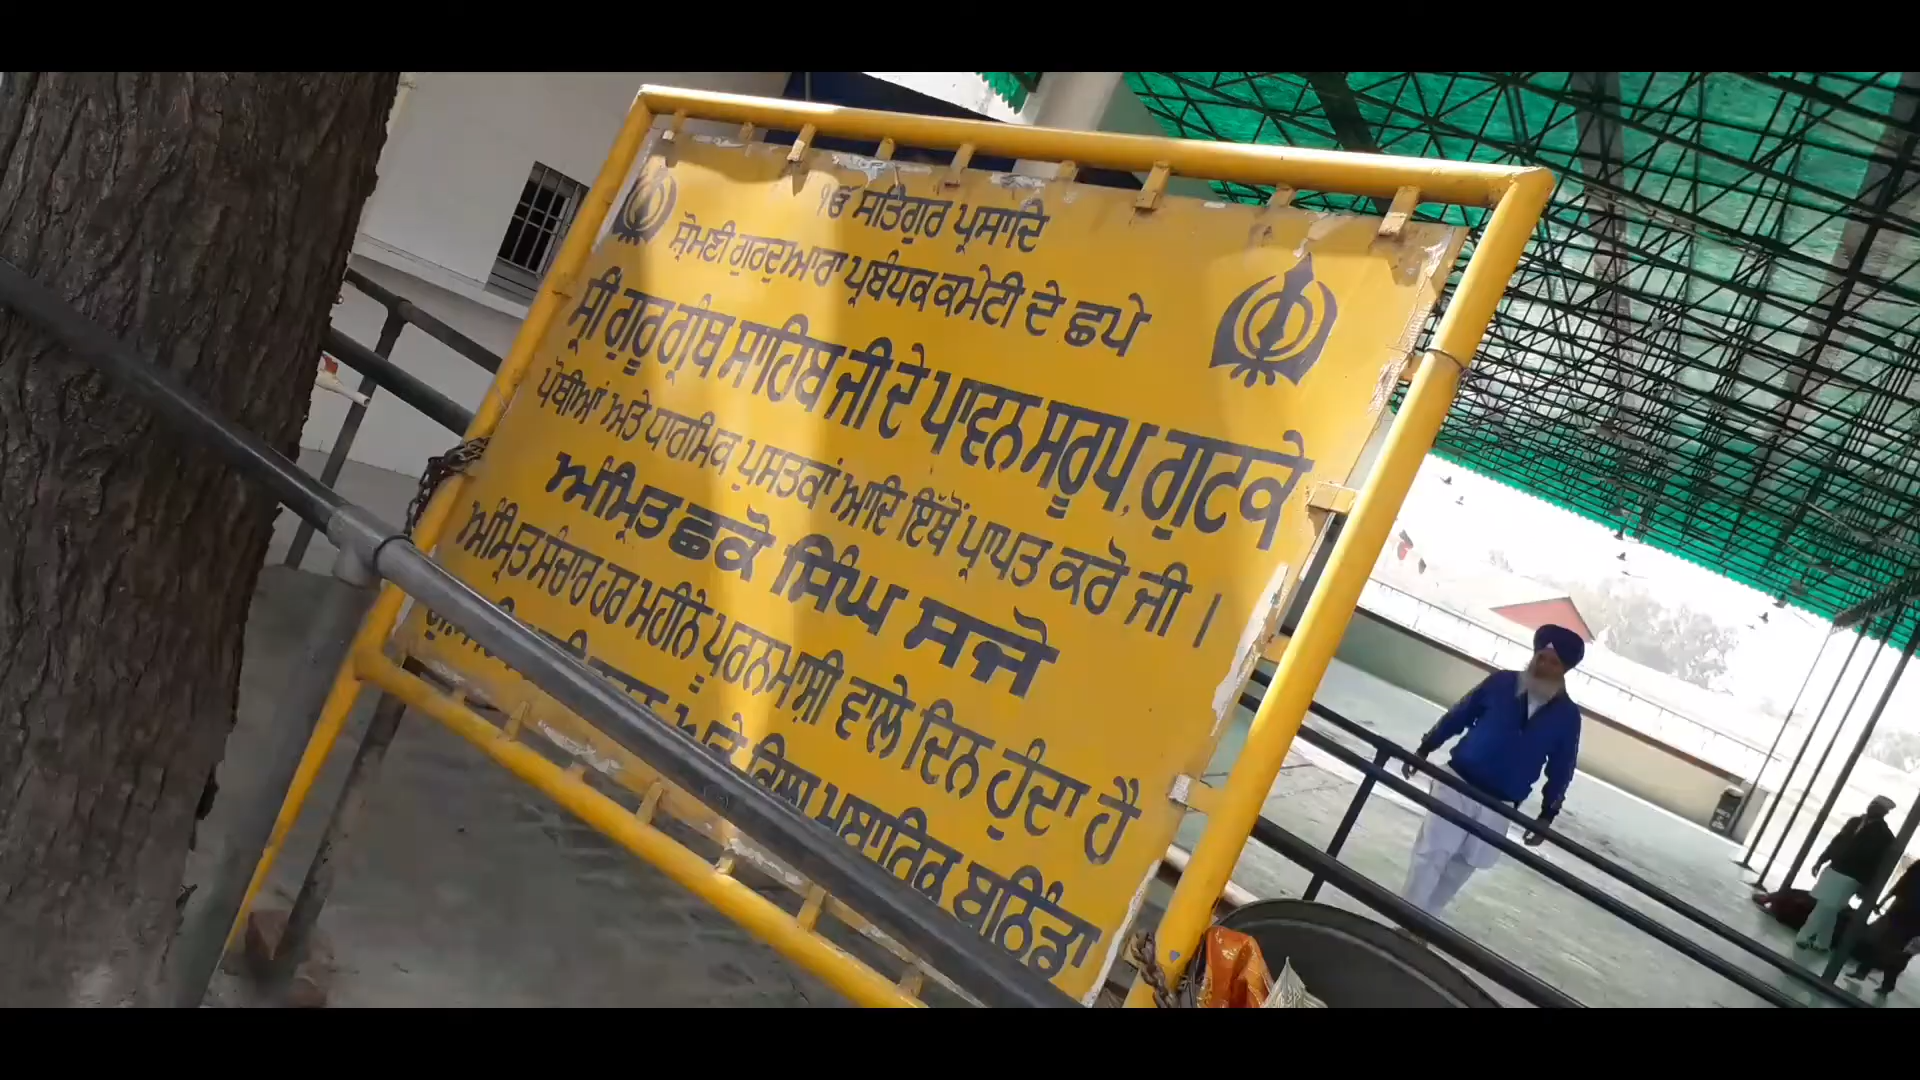 ੴ ਸਤਿਗੁਰ ਪ੍ਰਸਾਦਿ
ਸ਼੍ਰੋਮਣੀ ਗੁਰਦੁਆਰਾ ਪ੍ਰਬੰਧਕ ਕਮੇਟੀ ਦੇ ਛਪੇ
ਸ੍ਰੀ ਗੁਰੂ ਗ੍ਰੰਥ ਸਾਹਿਬ ਜੀ ਦੇ ਪਾਵਨ ਸਰੂਪ, ਗੁਟਕੇ
ਪੋਥੀਆਂ ਅਤੇ ਧਾਰਮਿਕ ਪੁਸਤਕਾਂ ਆਦਿ ਇੱਥੋਂ ਪ੍ਰਾਪਤ ਕਰੋ ਜੀ।
ਅੰਮ੍ਰਿਤ ਛਕੋ ਸਿੰਘ ਸਜੋ
ਅੰਮ੍ਰਿਤ ਸੰਚਾਰ ਹਰ ਮਹੀਨੇ ਪੂਰਨਮਾਸ਼ੀ ਵਾਲੇ ਦਿਨ ਹੁੰਦਾ ਹੈ
ਅਤੇ ਕਿਲਾ ਮੁਬਾਰਿਕ ਬਠਿੰਡਾ